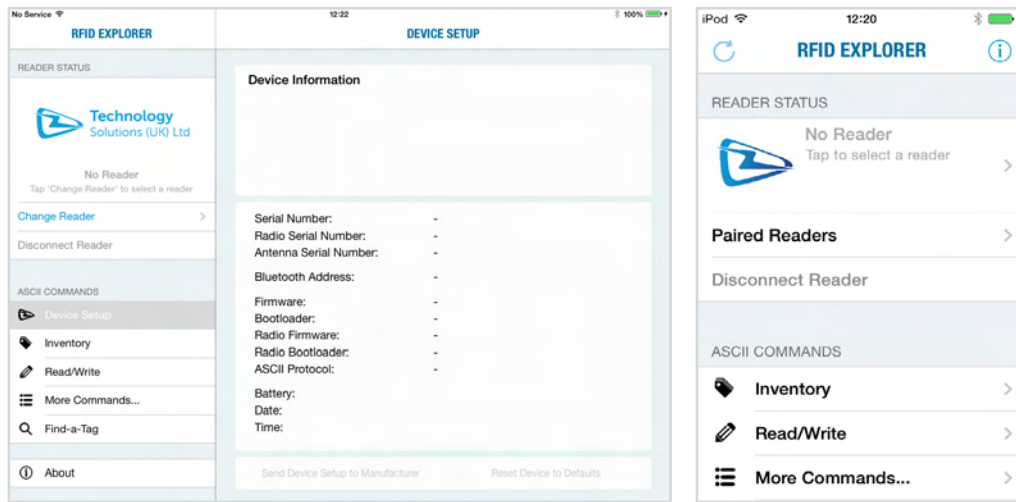 No Service 12:22 100%
RFID EXPLORER
DEVICE SETUP
READER STATUS
Technology
Solutions (UK) Ltd
No Reader
Tap 'Change Reader' to select a reader
Change Reader
Disconnect Reader
ASCII COMMANDS
Device Setup
Inventory
Read/Write
More Commands...
Find-a-Tag
About
Device Information
Serial Number: -
Radio Serial Number: -
Antenna Serial Number: -
Bluetooth Address: -
Firmware: -
Bootloader: -
Radio Firmware: -
Radio Bootloader: -
ASCII Protocol: -
Battery:
Date:
Time:
Send Device Setup to Manufacturer Reset Device to Defaults
iPod 12:20
RFID EXPLORER
READER STATUS
No Reader
Tap to select a reader
Paired Readers
Disconnect Reader
ASCII COMMANDS
Inventory
Read/Write
More Commands...